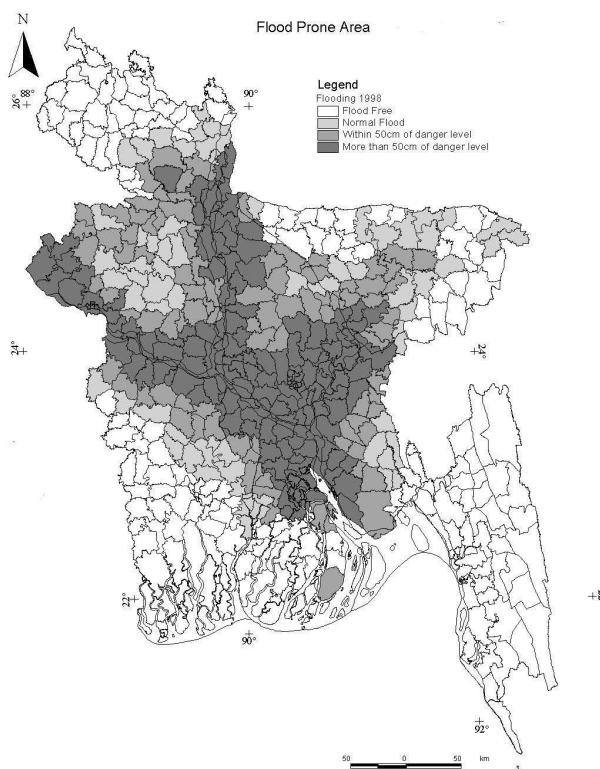 Flood Prone Area
N
26° 88°
90°
Legend
Flooding 1998
Flood Free
Normal Flood
Within 50cm of danger level
More than 50cm of danger level
24°
24°
22°
90°
92°
50 0 50 km